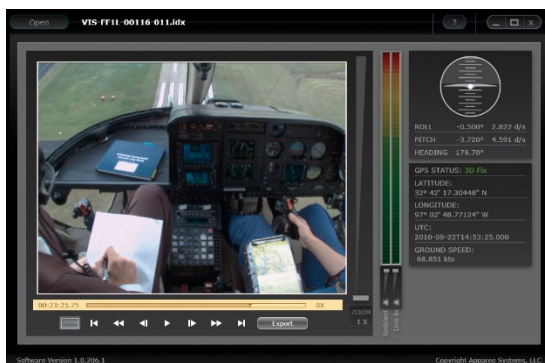 Open
VIS-FF1L-00116-011.idx
?
x
ROLL -0.500° 2.822 d/s
PITCH -3.720° 4.591 d/s
HEADING 179.70°
GPS STATUS: 3D Fix
LATITUDE:
32° 42' 17.30448" N
LONGITUDE:
97° 02' 48.77124" W
UTC:
2010-09-22T14:53:25.000
GROUND SPEED:
68.851 kts
00:23:25.75
0X
ZOOM
Export
ZOOM
1 X
Ambient
Line in
Software Version 1.0.206.1
Copyright Appareo Systems, LLC